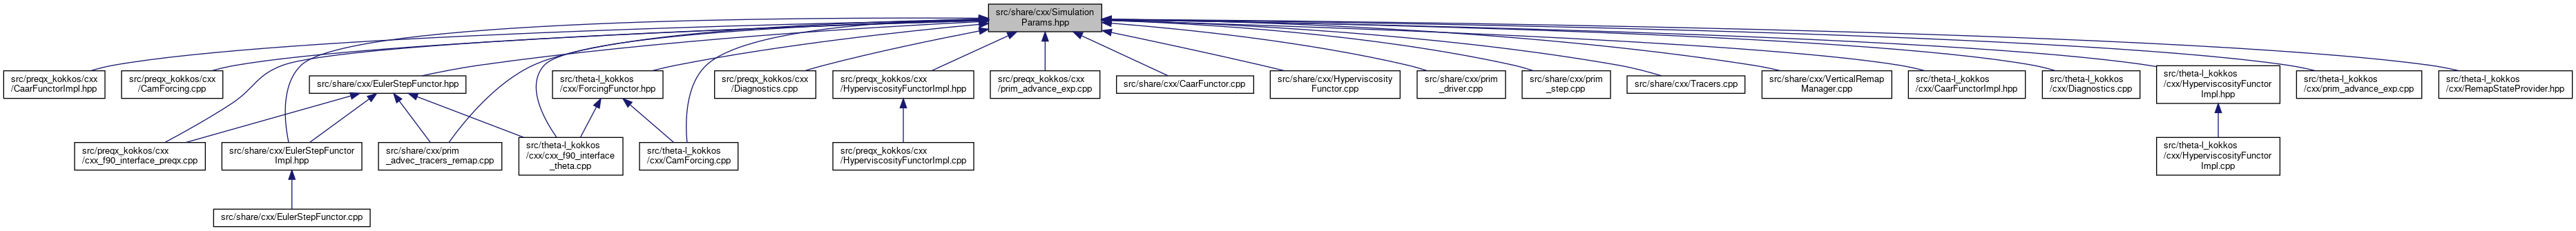 src/share/cxx/Simulation
Params.hpp
src/preqx_kokkos/cxx
/CaarFunctorImpl.hpp
src/preqx_kokkos/cxx
/CamForcing.cpp
src/share/cxx/EulerStepFunctor.hpp
src/theta-l_kokkos
/cxx/ForcingFunctor.hpp
src/preqx_kokkos/cxx
/Diagnostics.cpp
src/preqx_kokkos/cxx
/HyperviscosityFunctorImpl.hpp
src/preqx_kokkos/cxx
/prim_advance_exp.cpp
src/share/cxx/CaarFunctor.cpp
src/share/cxx/Hyperviscosity
Functor.cpp
src/share/cxx/prim
_driver.cpp
src/share/cxx/prim
_step.cpp
src/share/cxx/Tracers.cpp
src/share/cxx/VerticalRemap
Manager.cpp
src/theta-l_kokkos
/cxx/CaarFunctorImpl.hpp
src/theta-l_kokkos
/cxx/Diagnostics.cpp
src/theta-l_kokkos
/cxx/HyperviscosityFunctor
Impl.hpp
src/theta-l_kokkos
/cxx/prim_advance_exp.cpp
src/theta-l_kokkos
/cxx/RemapStateProvider.hpp
src/preqx_kokkos/cxx
/cxx_f90_interface_preqx.cpp
src/share/cxx/EulerStepFunctor
Impl.hpp
src/share/cxx/prim
_advec_tracers_remap.cpp
src/theta-l_kokkos
/cxx/cxx_f90_interface
_theta.cpp
src/theta-l_kokkos
/cxx/CamForcing.cpp
src/preqx_kokkos/cxx
/HyperviscosityFunctorImpl.cpp
src/theta-l_kokkos
/cxx/HyperviscosityFunctor
Impl.cpp
src/share/cxx/EulerStepFunctor.cpp